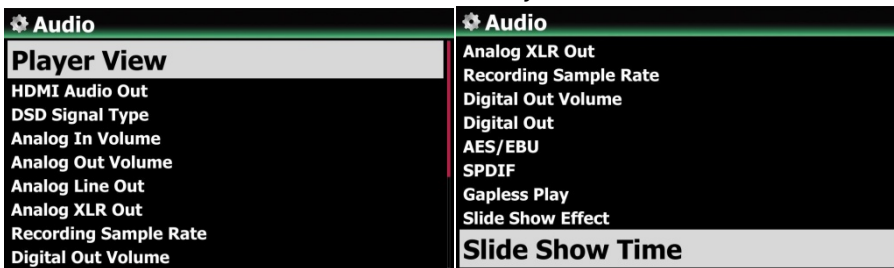 Audio
Player View
HDMI Audio Out
DSD Signal Type
Analog In Volume
Analog Out Volume
Analog Line Out
Analog XLR Out
Recording Sample Rate
Digital Out Volume
Audio
Analog XLR Out
Recording Sample Rate
Digital Out Volume
Digital Out
AES/EBU
SPDIF
Gapless Play
Slide Show Effect
Slide Show Time